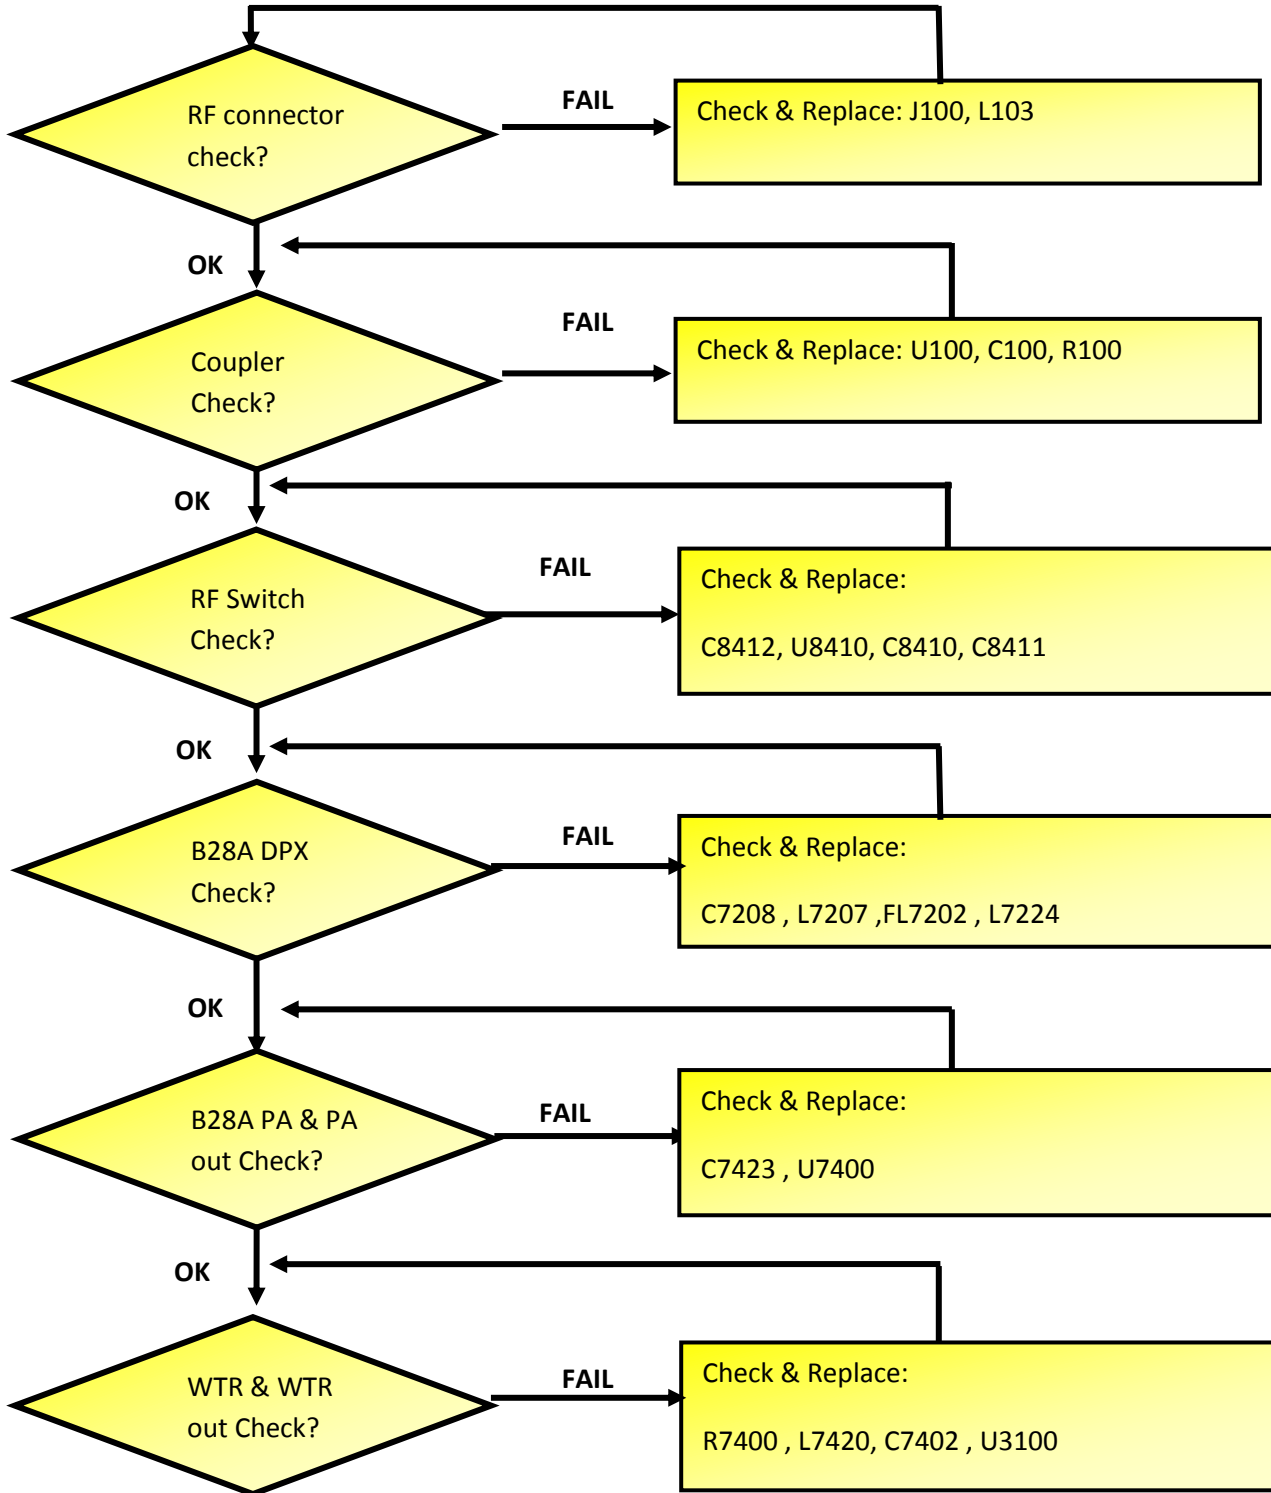 RF connector
check?
FAIL
Check & Replace: J100, L103
OK
Coupler
Check?
FAIL
Check & Replace: U100, C100, R100
OK
RF Switch
Check?
FAIL
Check & Replace:
C8412, U8410, C8410, C8411
OK
B28A DPX
Check?
FAIL
Check & Replace:
C7208 , L7207 ,FL7202 , L7224
OK
B28A PA & PA
out Check?
FAIL
Check & Replace:
C7423 , U7400
OK
WTR & WTR
out Check?
FAIL
Check & Replace:
R7400 , L7420, C7402 , U3100